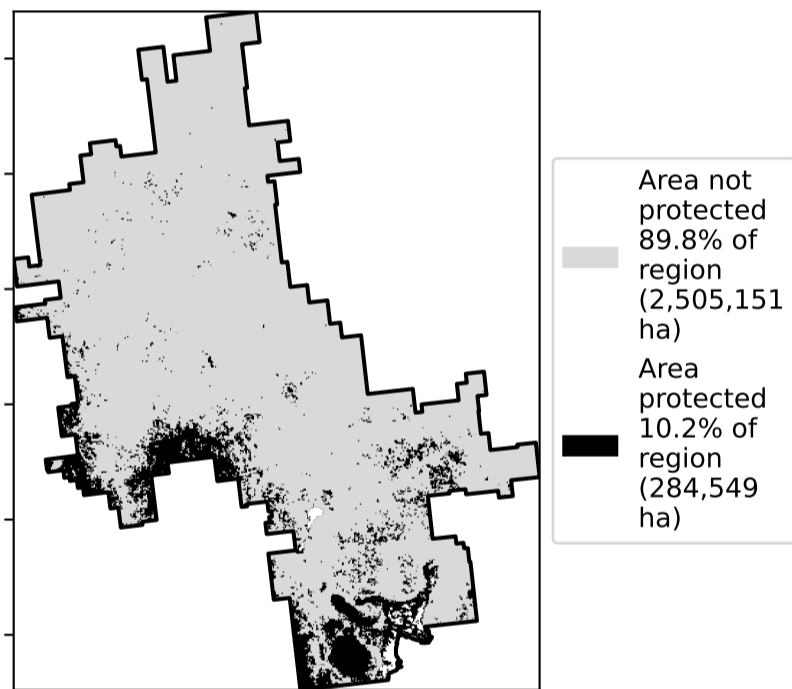 Area not
protected
89.8% of
region
(2,505,151
ha)
Area
protected
10.2% of
region
(284,549
ha)